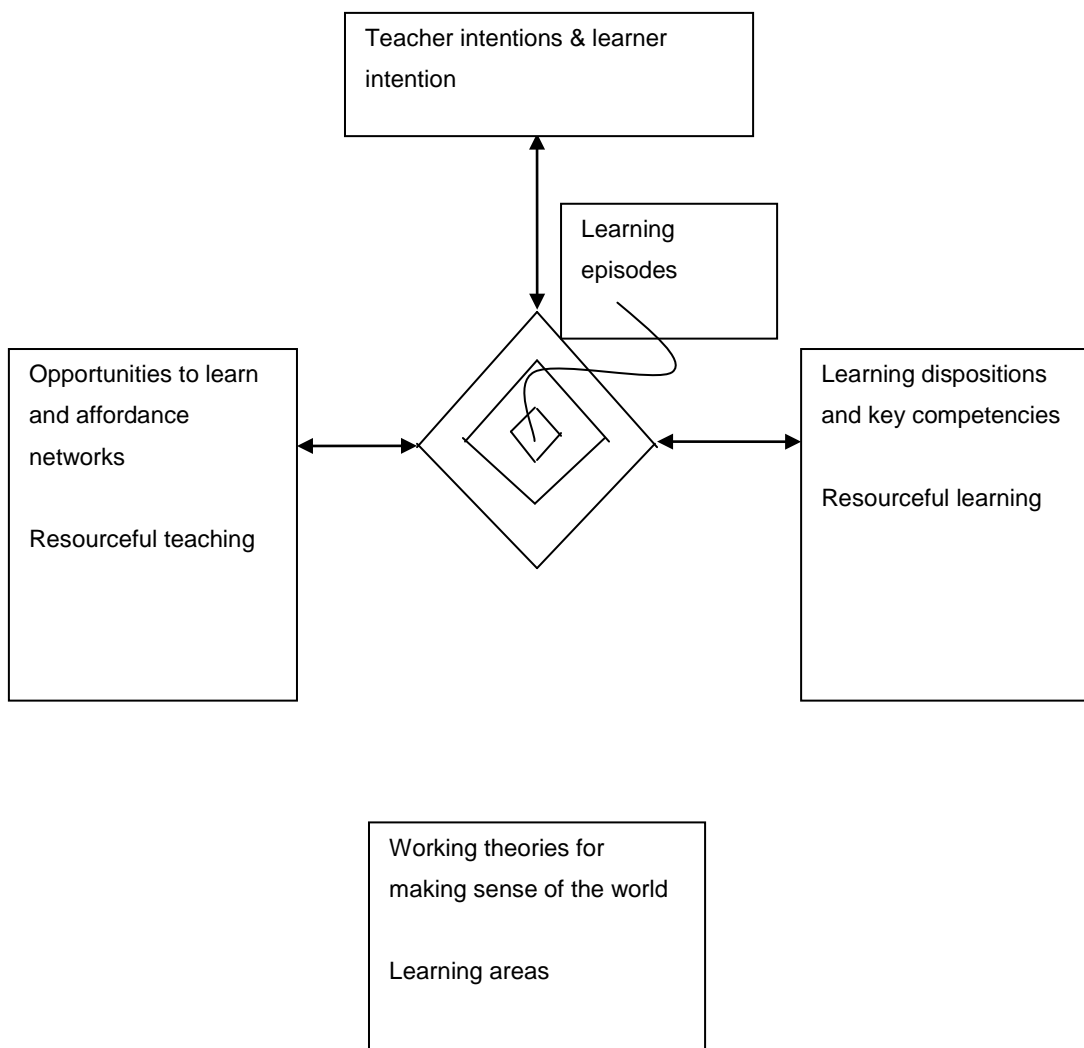 Teacher intentions & learner
intention
Learning
episodes
Opportunities to learn
and affordance
networks
Resourceful teaching
Learning dispositions
and key competencies
Resourceful learning
Working theories for
making sense of the world
Learning areas